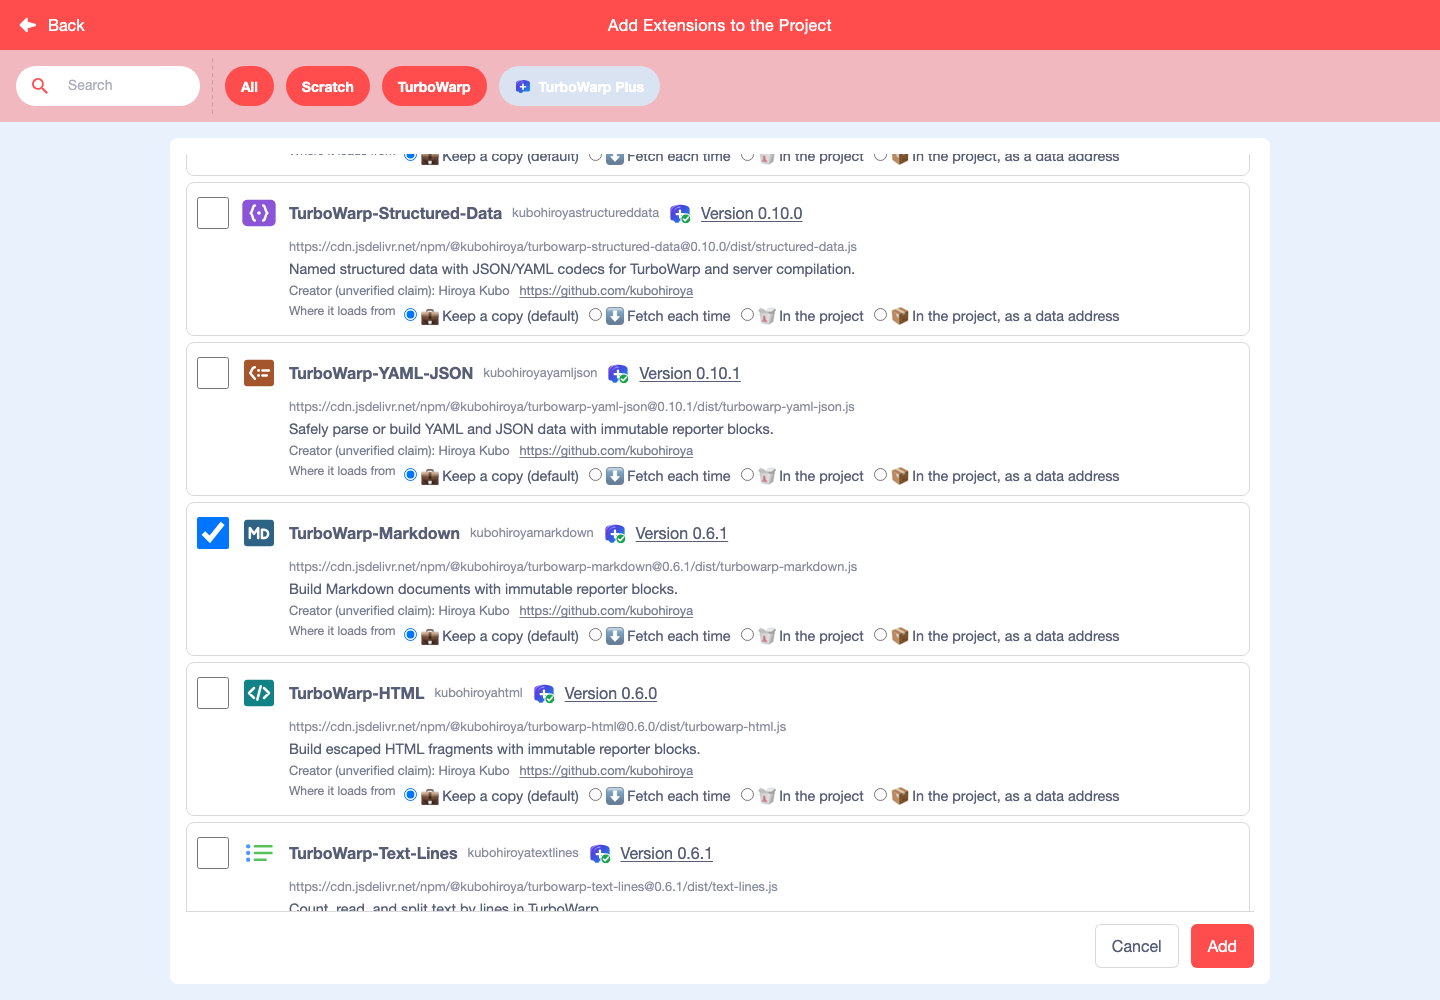 Back
Add Extensions to the Project
Search
All
Scratch
TurboWarp
TurboWarp Plus
Where it loads from Keep a copy (default) Fetch each time In the project In the project, as a data address
TurboWarp-Structured-Data kubohiroyastructureddata Version 0.10.0
https://cdn.jsdelivr.net/npm/@kubohiroya/turbowarp-structured-data@0.10.0/dist/structured-data.js
Named structured data with JSON/YAML codecs for TurboWarp and server compilation.
Creator (unverified claim): Hiroya Kubo https://github.com/kubohiroya
Where it loads from Keep a copy (default) Fetch each time In the project In the project, as a data address
TurboWarp-YAML-JSON kubohiroyayamljson Version 0.10.1
https://cdn.jsdelivr.net/npm/@kubohiroya/turbowarp-yaml-json@0.10.1/dist/turbowarp-yaml-json.js
Safely parse or build YAML and JSON data with immutable reporter blocks.
Creator (unverified claim): Hiroya Kubo https://github.com/kubohiroya
Where it loads from Keep a copy (default) Fetch each time In the project In the project, as a data address
MD TurboWarp-Markdown kubohiroyamarkdown Version 0.6.1
https://cdn.jsdelivr.net/npm/@kubohiroya/turbowarp-markdown@0.6.1/dist/turbowarp-markdown.js
Build Markdown documents with immutable reporter blocks.
Creator (unverified claim): Hiroya Kubo https://github.com/kubohiroya
Where it loads from Keep a copy (default) Fetch each time In the project In the project, as a data address
TurboWarp-HTML kubohiroyahtml Version 0.6.0
https://cdn.jsdelivr.net/npm/@kubohiroya/turbowarp-html@0.6.0/dist/turbowarp-html.js
Build escaped HTML fragments with immutable reporter blocks.
Creator (unverified claim): Hiroya Kubo https://github.com/kubohiroya
Where it loads from Keep a copy (default) Fetch each time In the project In the project, as a data address
TurboWarp-Text-Lines kubohiroyatextlines Version 0.6.1
https://cdn.jsdelivr.net/npm/@kubohiroya/turbowarp-text-lines@0.6.1/dist/text-lines.js
Count, read, and split text by lines in TurboWarp.
Cancel
Add